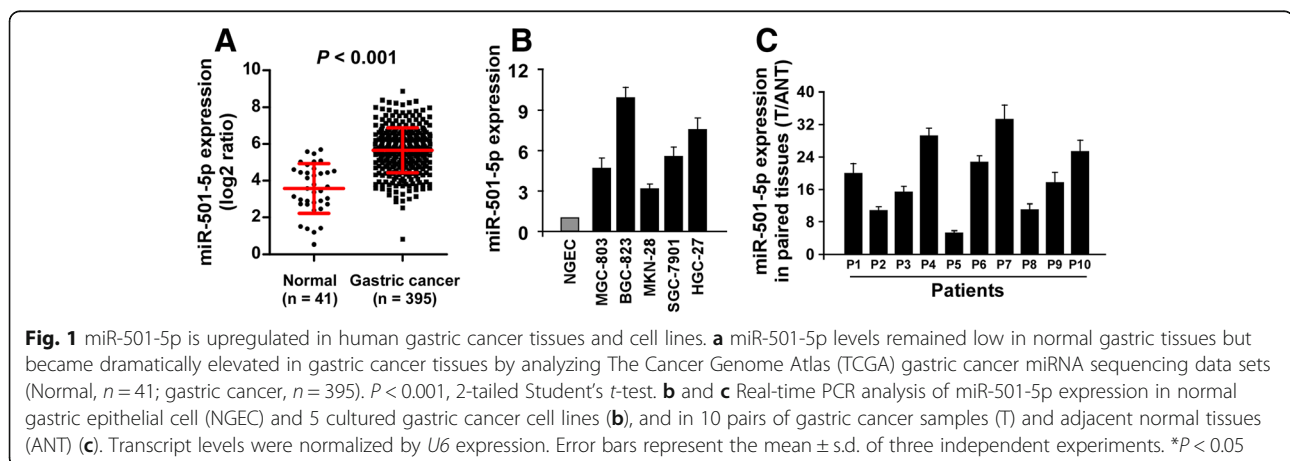 A
P < 0.001
miR-501-5p expression
(log2 ratio)
10
8
6
4
2
0
Normal
(n = 41)
Gastric cancer
(n = 395)
B
miR-501-5p expression
12
9
6
3
0
NGEC
MGC-803
BGC-823
MKN-28
SGC-7901
HGC-27
C
miR-501-5p expression
in paired tissues (T/ANT)
32
24
16
8
0
P1 P2 P3 P4 P5 P6 P7 P8 P9 P10
Patients
Fig. 1 miR-501-5p is upregulated in human gastric cancer tissues and cell lines. a miR-501-5p levels remained low in normal gastric tissues but
became dramatically elevated in gastric cancer tissues by analyzing The Cancer Genome Atlas (TCGA) gastric cancer miRNA sequencing data sets
(Normal, n = 41; gastric cancer, n = 395). P < 0.001, 2-tailed Student's t-test. b and c Real-time PCR analysis of miR-501-5p expression in normal
gastric epithelial cell (NGEC) and 5 cultured gastric cancer cell lines (b), and in 10 pairs of gastric cancer samples (T) and adjacent normal tissues
(ANT) (c). Transcript levels were normalized by U6 expression. Error bars represent the mean ± s.d. of three independent experiments. *P < 0.05